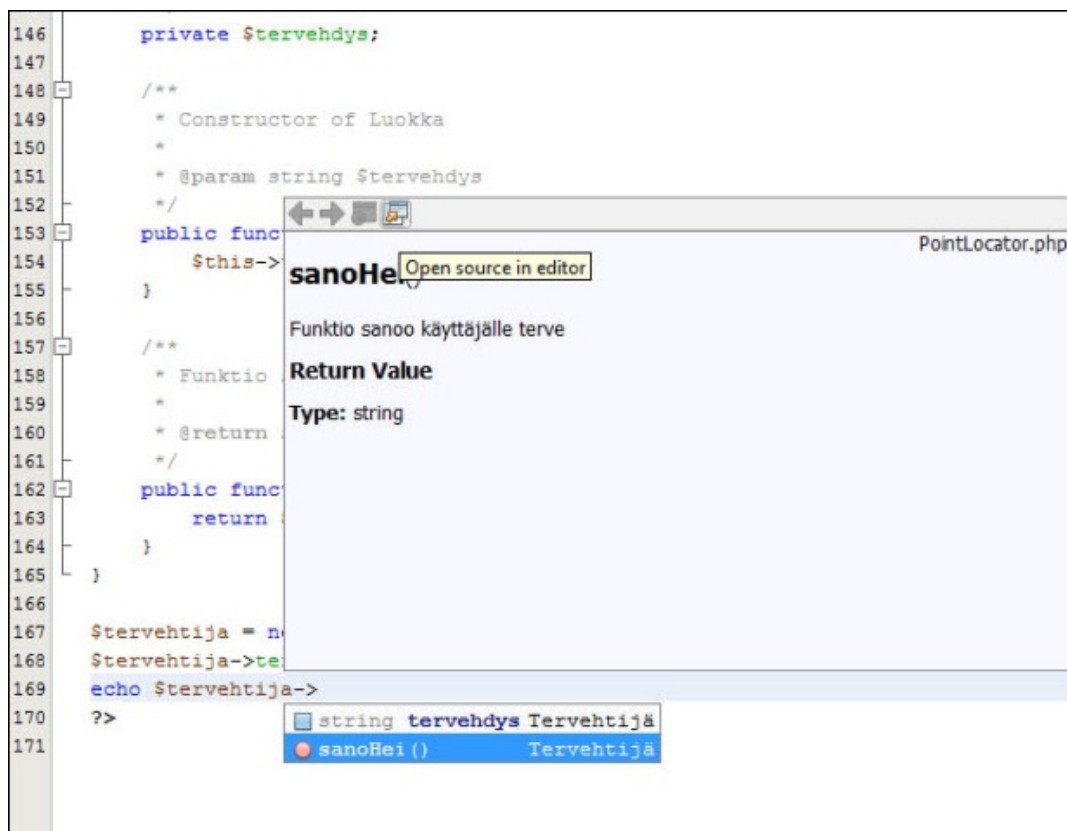 146 private $tervehdys;
147
148 /**
149 * Constructor of Luokka
150 *
151 * @param string $tervehdys
152 */
153 public func
154 $this->
155 }
156
157 /**
158 * Funktio
159 *
160 * @return
161 */
162 public func
163 return
164 }
165 }
166
167 $tervehtija = n
168 $tervehtija->te
169 echo $tervehtija->
170 ?>
171
PointLocator.php
sanoHei()
Open source in editor
Funktio sanoo käyttäjälle terve
Return Value
Type: string
string tervehdys Tervehtijä
sanoHei() Tervehtijä